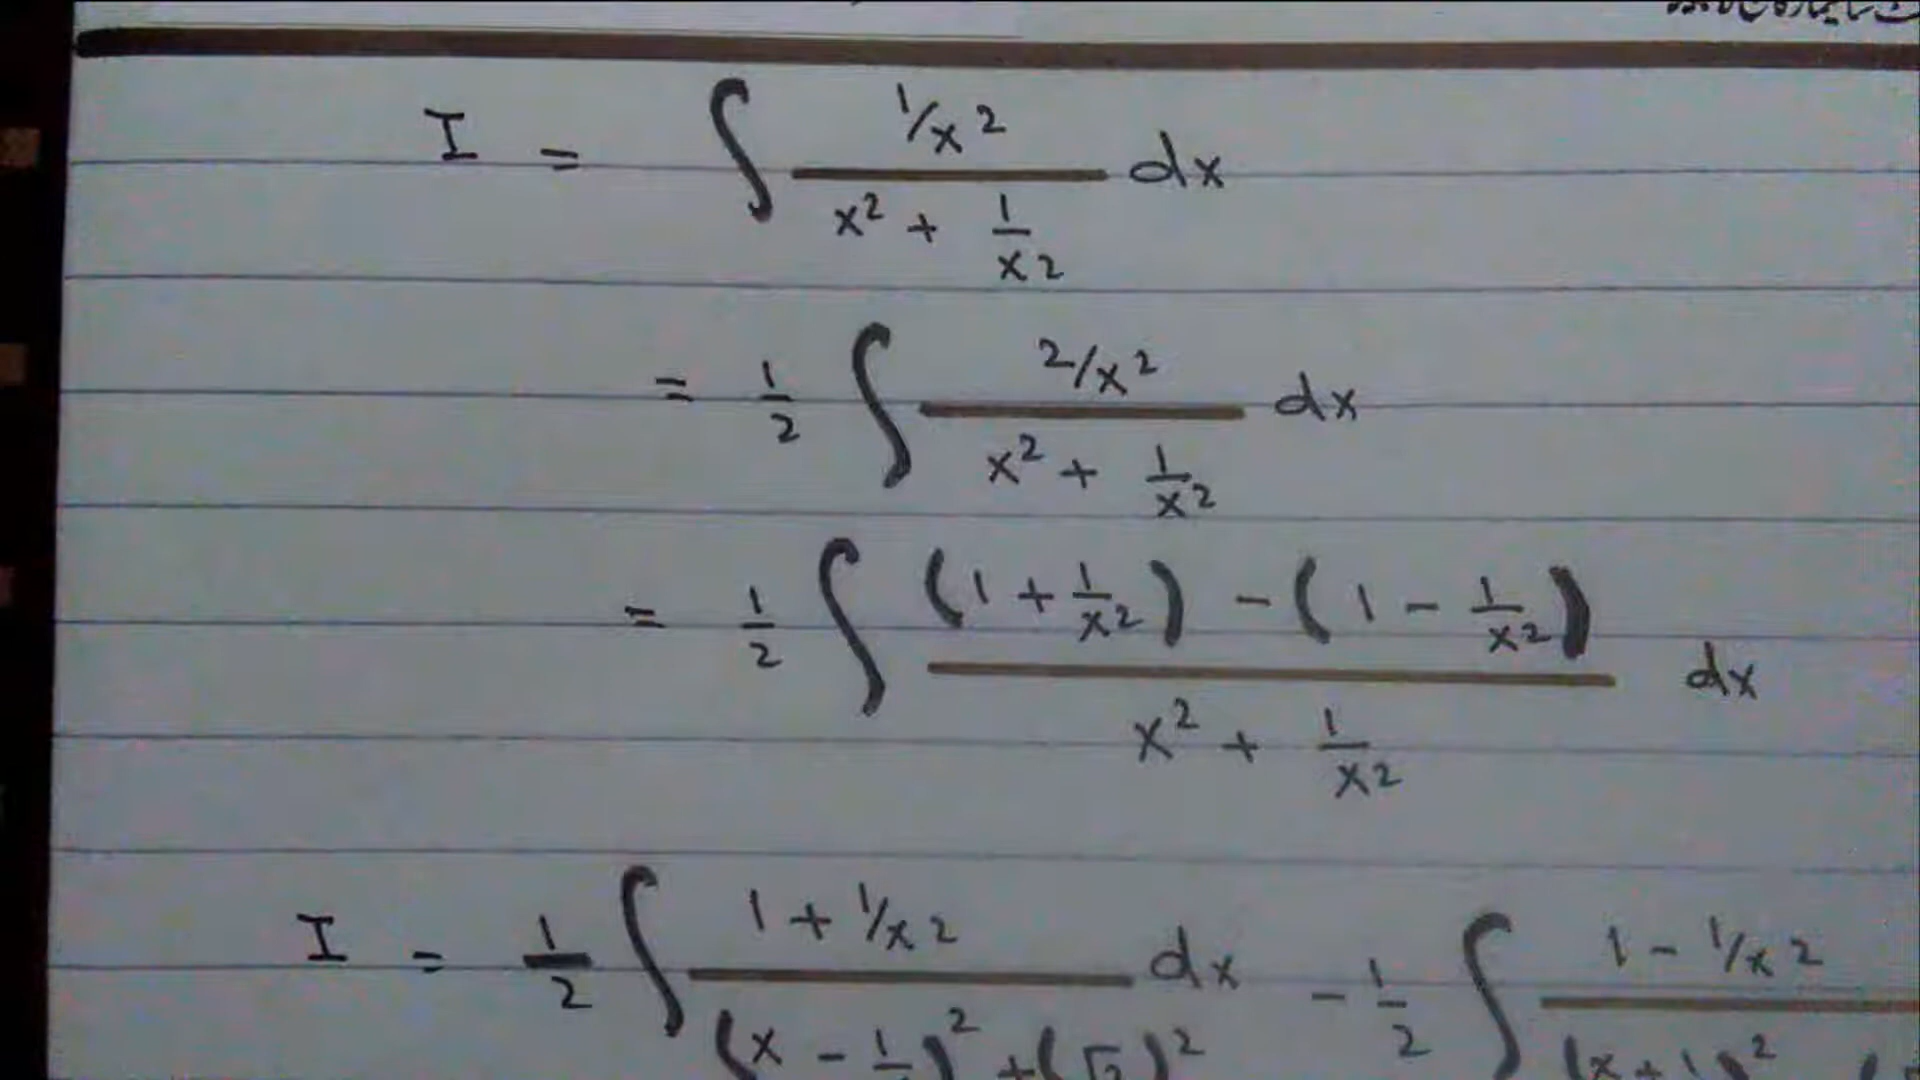 I = ∫ (1/x²) / (x² + 1/x²) dx
= 1/2 ∫ (2/x²) / (x² + 1/x²) dx
= 1/2 ∫ ((1 + 1/x²) - (1 - 1/x²)) / (x² + 1/x²) dx
I = 1/2 ∫ (1 + 1/x²) / ((x - 1/)² + (√2)²) dx - 1/2 ∫ (1 - 1/x²) / (x + 1)²